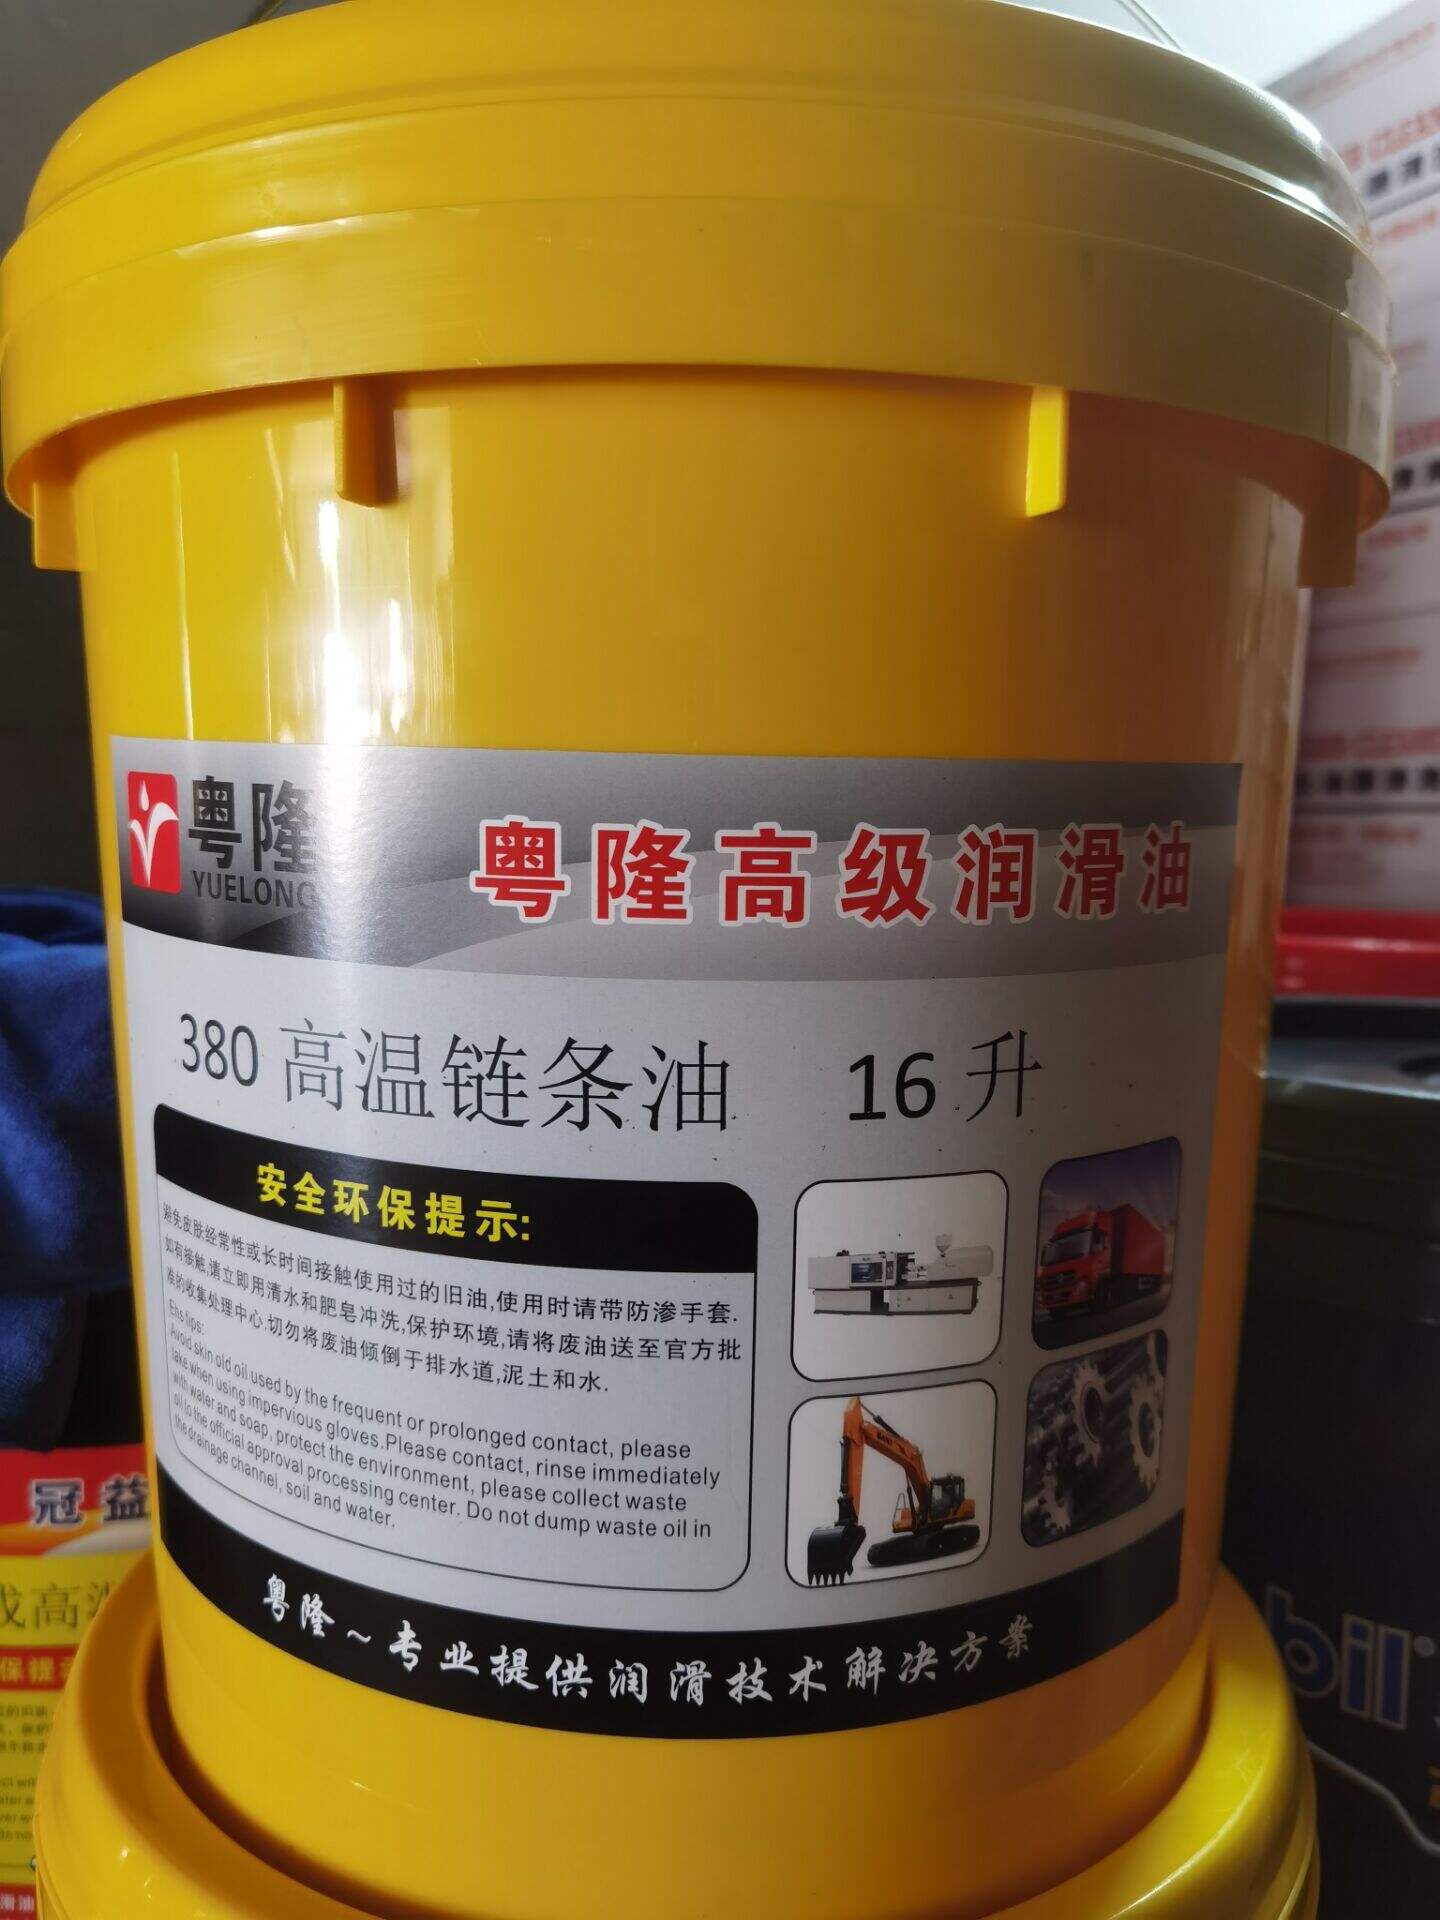 粤隆
YUELONG
粤隆高级润滑油
380 高温链条油 16 升
安全环保提示:
避免皮肤经常性或长时间接触使用过的旧油,使用时请带防渗手套.
如有接触,请立即用清水和肥皂冲洗,保护环境,请将废油送至官方批
准的收集处理中心.切勿将废油倾倒于排水道,泥土和水.
Ehs tips:
Avoid skin old oil used by the frequent or prolonged contact, please
take when using impervious gloves.Please contact, rinse immediately
with water and soap, protect the environment, please collect waste
oil to the official approval processing center. Do not dump waste oil in
the drainage channel, soil and water.
粤隆~专业提供润滑技术解决方案
冠益
高
保提
滑油
bil